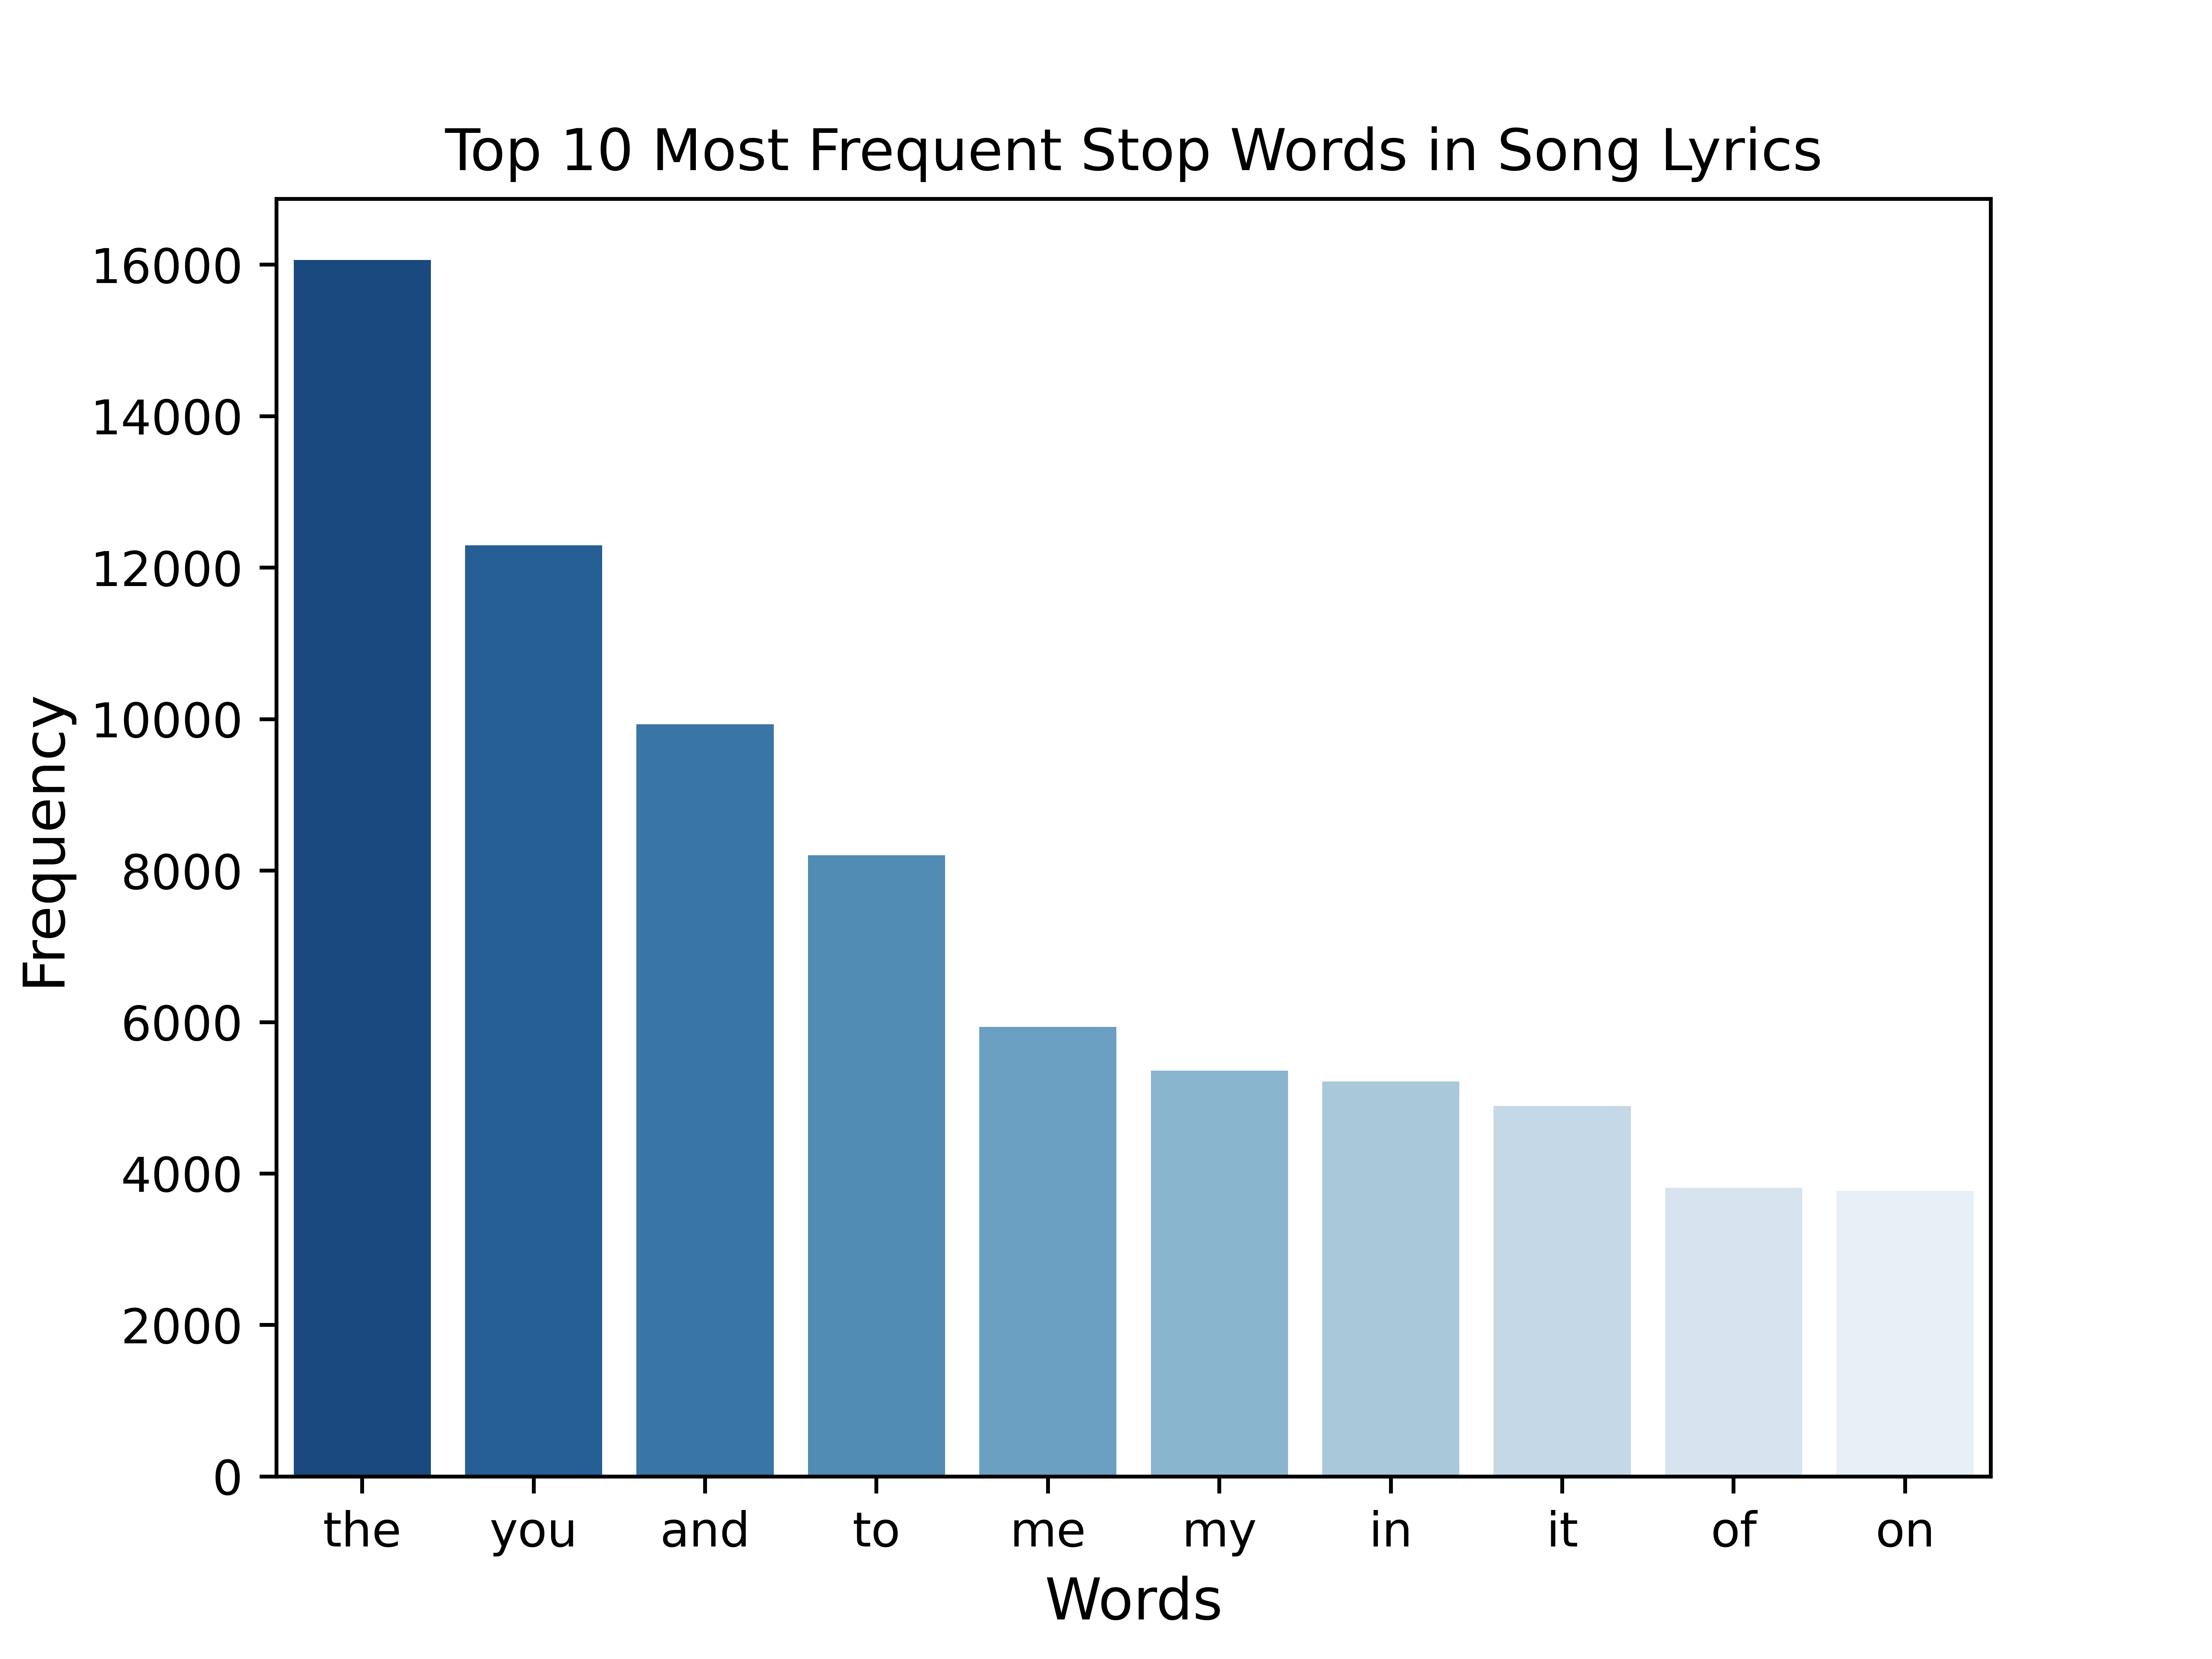 Top 10 Most Frequent Stop Words in Song Lyrics
Frequency
16000
14000
12000
10000
8000
6000
4000
2000
0
the you and to me my in it of on
Words